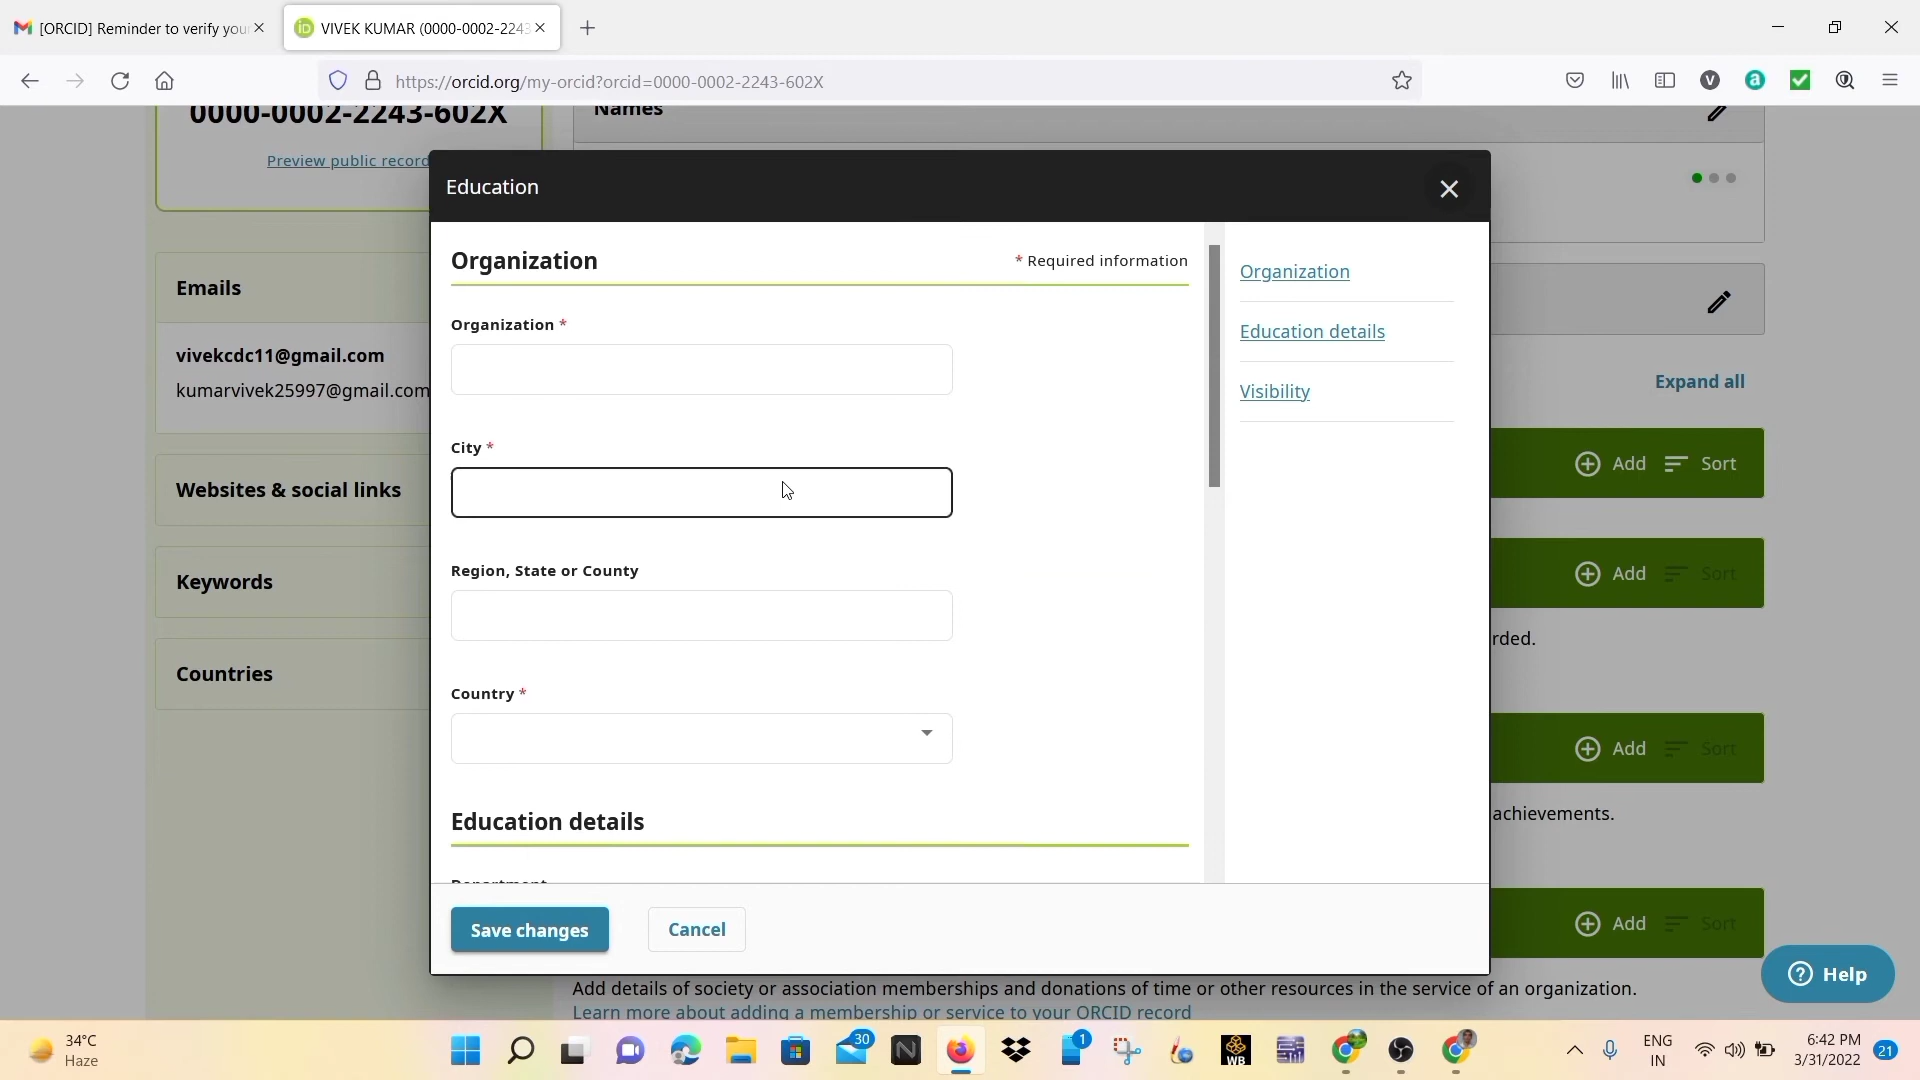 [ORCID] Reminder to verify your
VIVEK KUMAR (0000-0002-2243
https://orcid.org/my-orcid?orcid=0000-0002-2243-602X
0000-0002-2243-602X
Names
Preview public record
Education
Organization
* Required information
Organization
Organization *
Emails
Education details
vivekcdc11@gmail.com
kumarvivek25997@gmail.com
Expand all
Visibility
City *
Add
Sort
Websites & social links
Region, State or County
Keywords
Add
Sort
rded.
Countries
Country *
Add
Sort
achievements.
Education details
Department
Save changes
Cancel
Add
Sort
Help
Add details of society or association memberships and donations of time or other resources in the service of an organization.
Learn more about adding a membership or service to your ORCID record
34°C
Haze
30
1
WB
ENG
IN
6:42 PM
3/31/2022
21